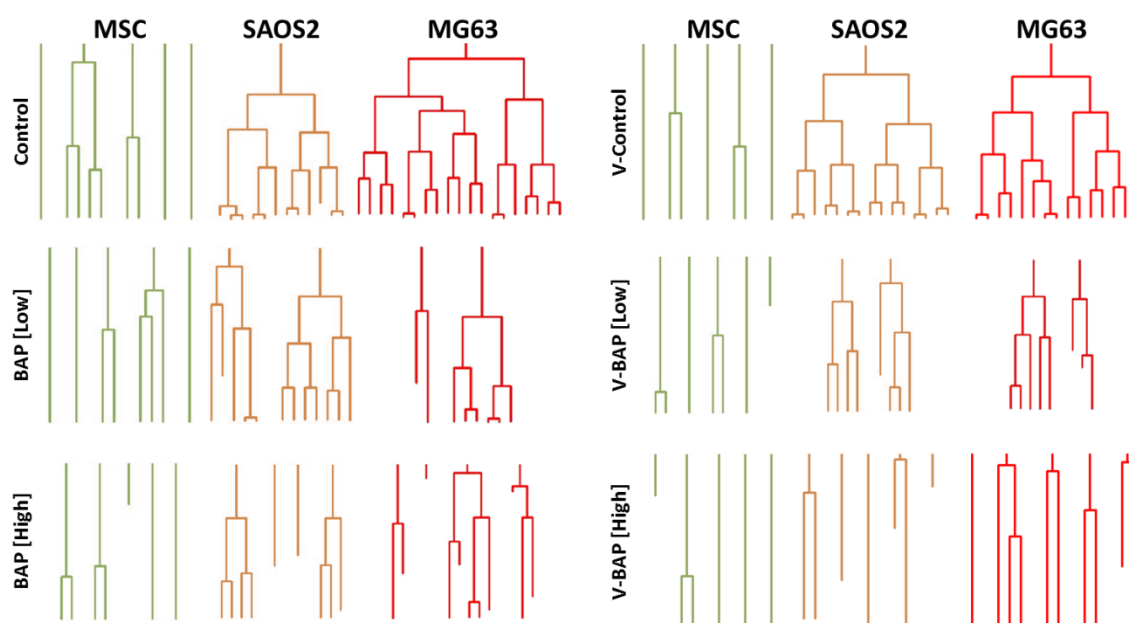 MSC SAOS2 MG63
Control
BAP [Low]
BAP [High]
MSC SAOS2 MG63
V-Control
V-BAP [Low]
V-BAP [High]